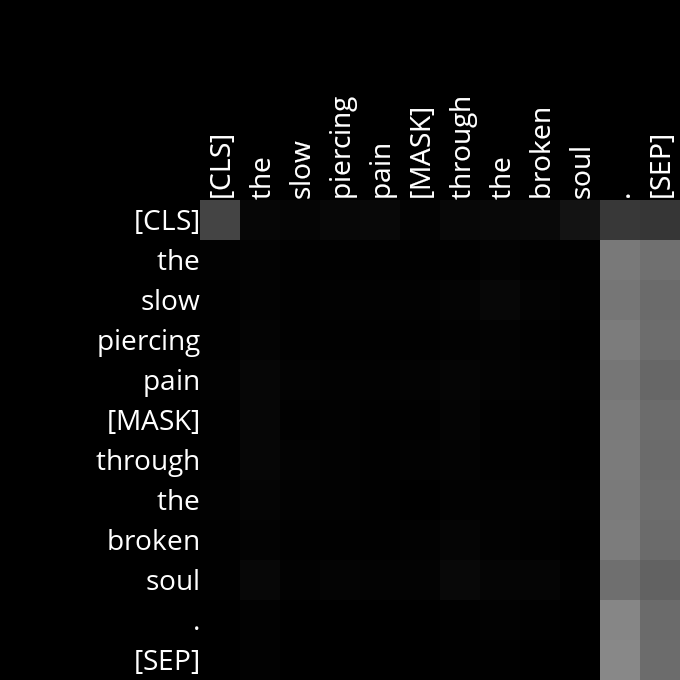 [CLS]
the
slow
piercing
pain
[MASK]
through
the
broken
soul
.
[SEP]
[CLS]
the
slow
piercing
pain
[MASK]
through
the
broken
soul
.
[SEP]